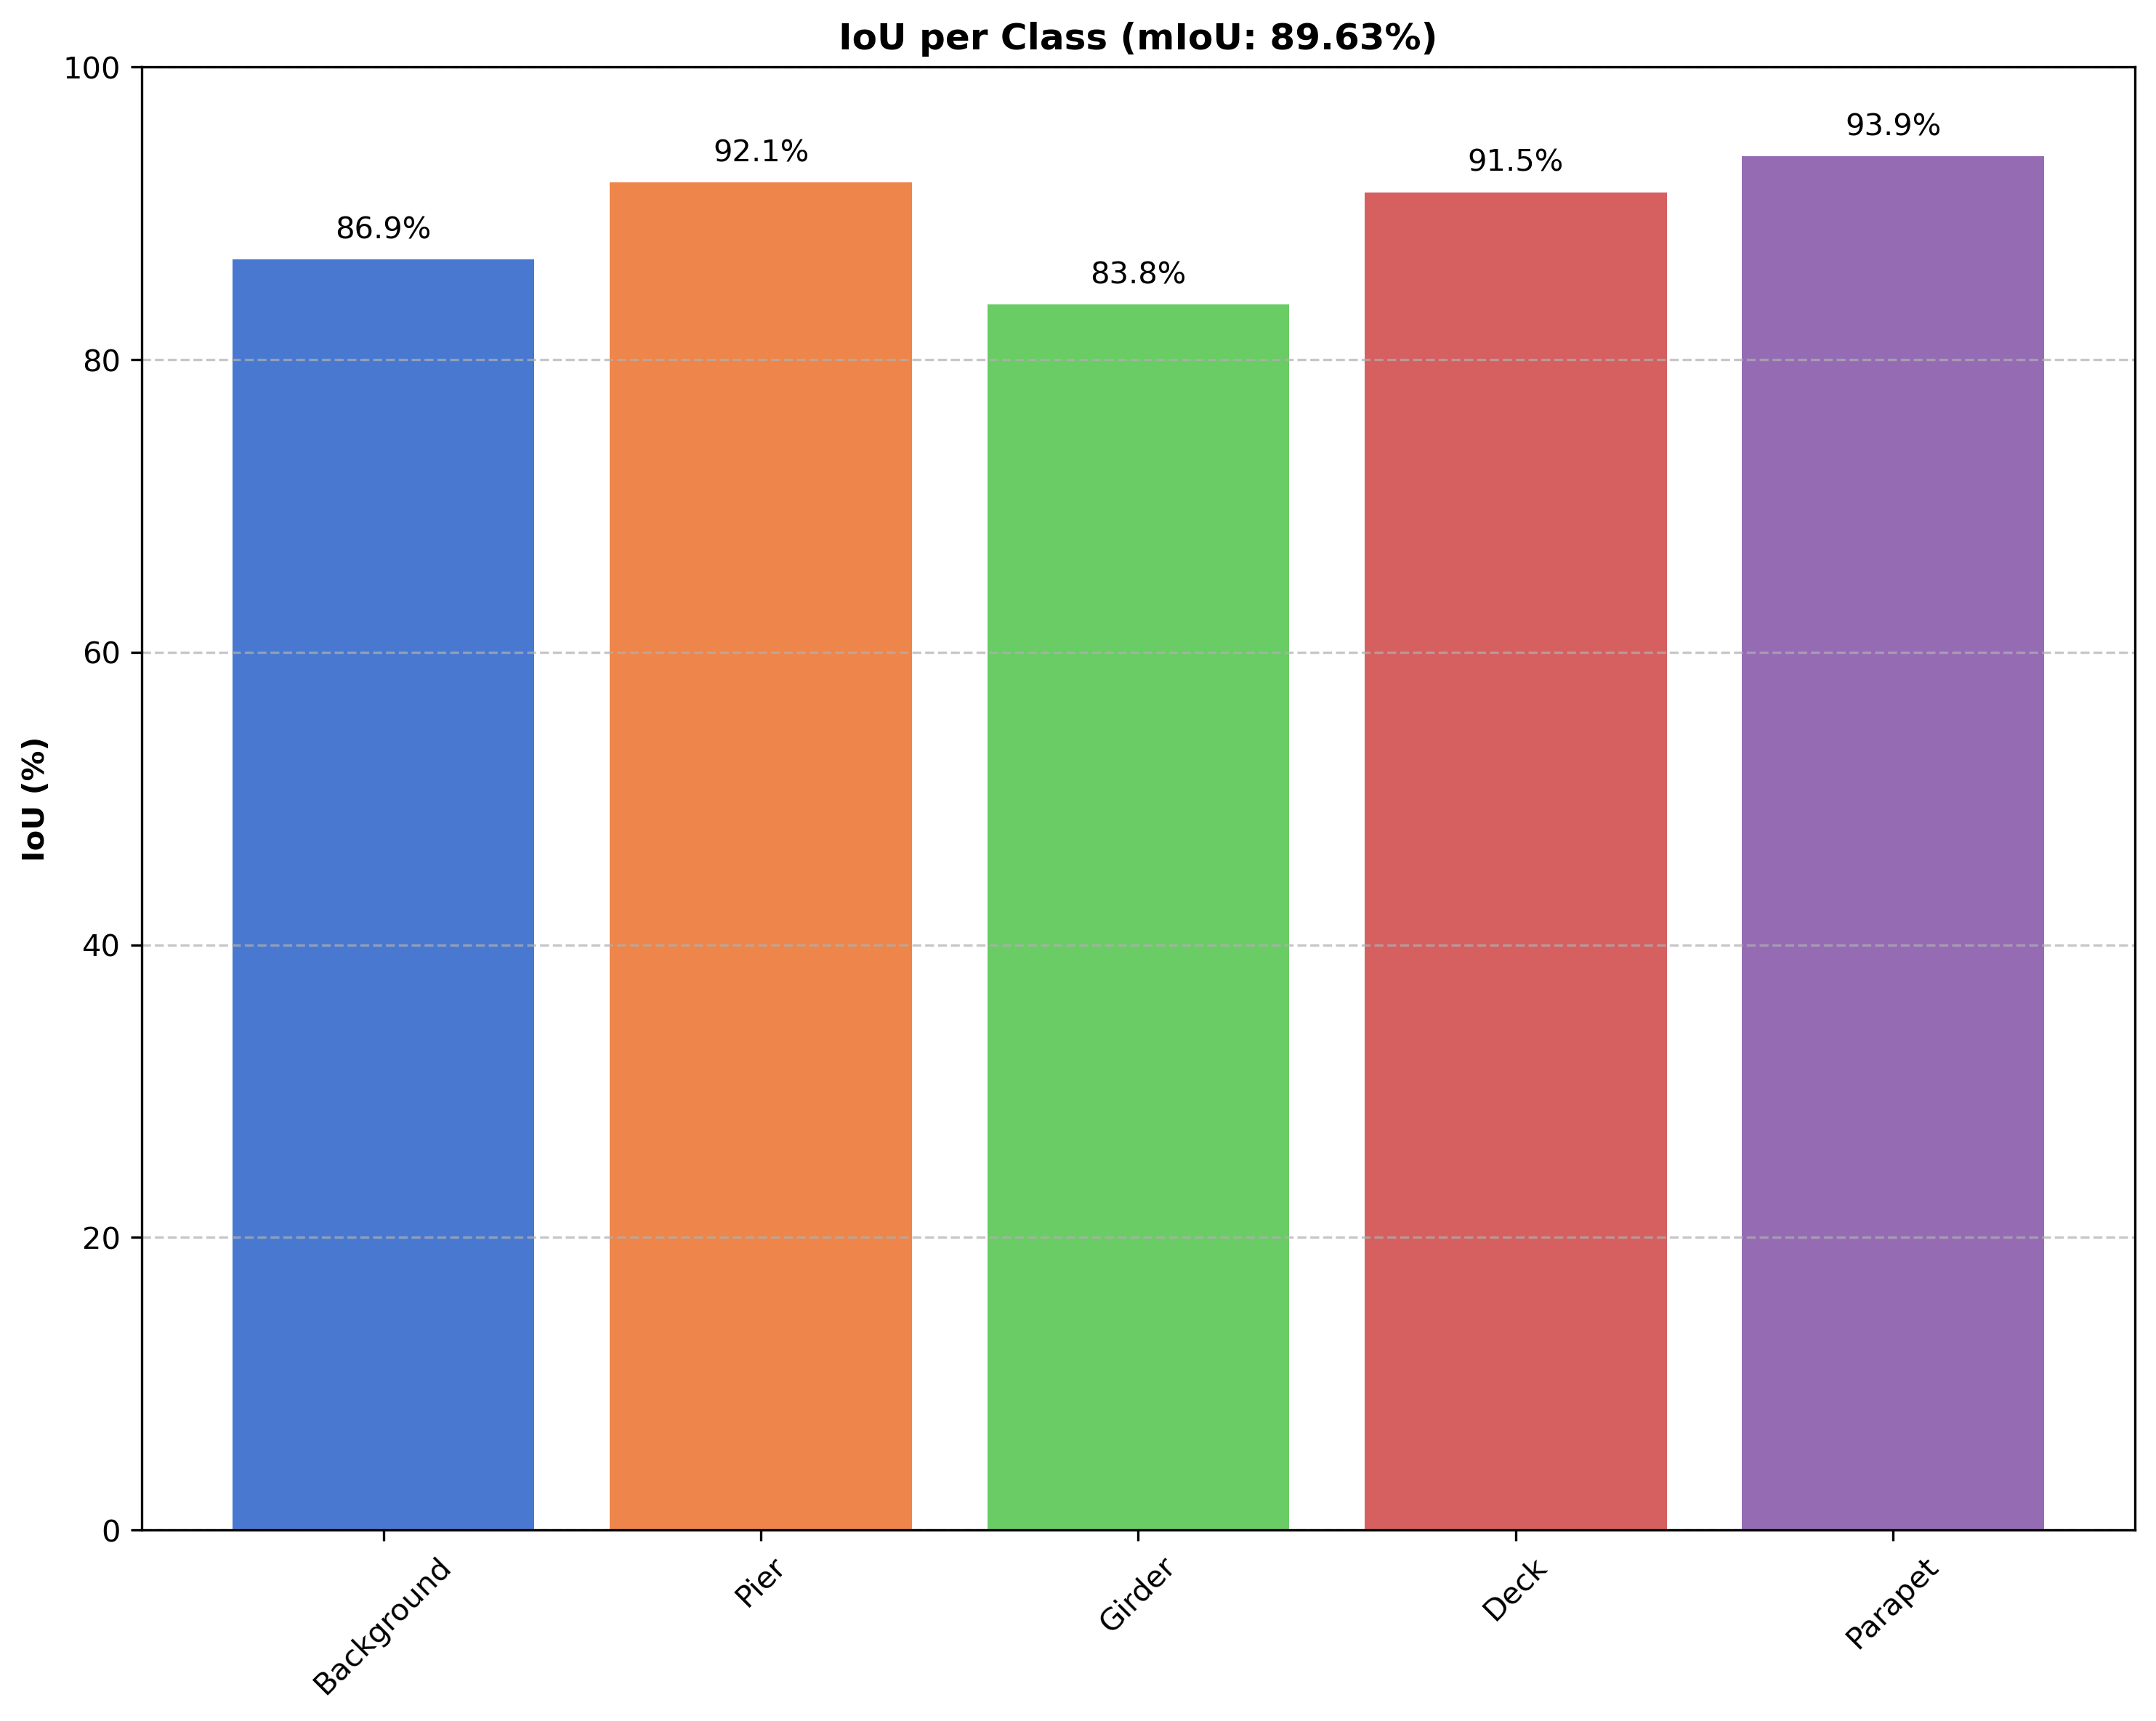 IoU per Class (mIoU: 89.63%)
IoU (%)
100
80
60
40
20
0
86.9%
92.1%
83.8%
91.5%
93.9%
Background
Pier
Girder
Deck
Parapet